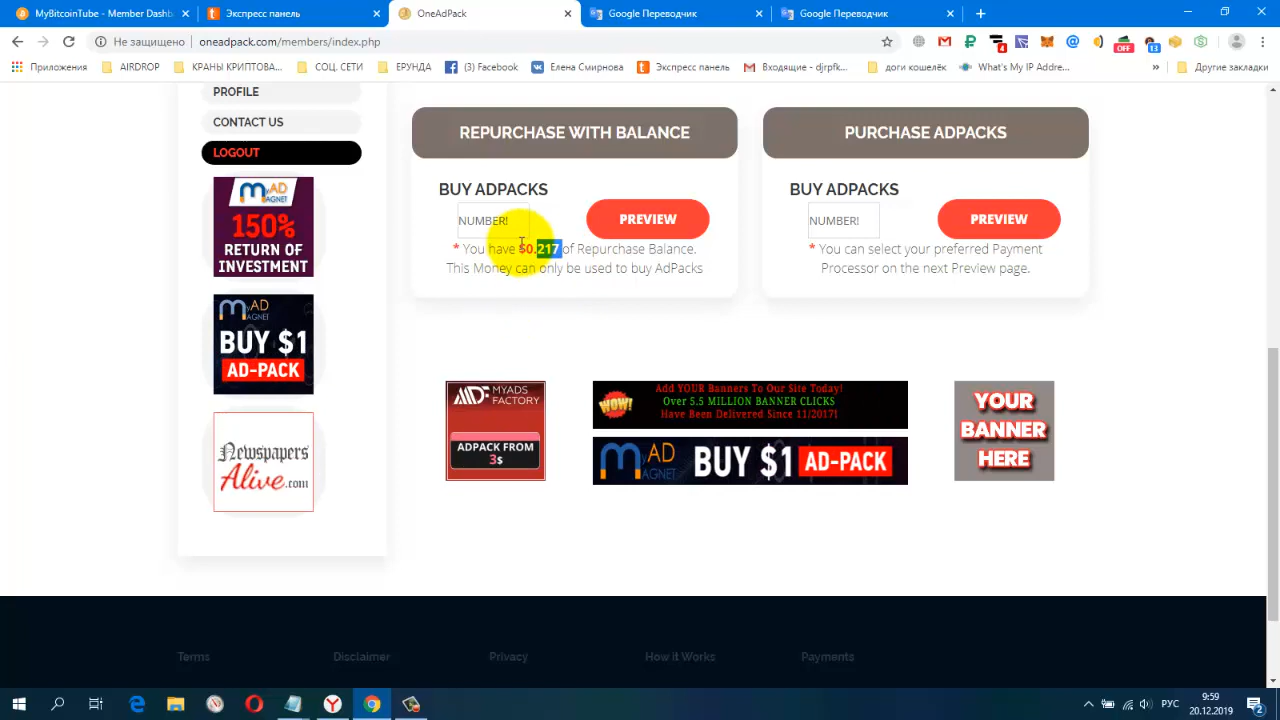 MyBitcoinTube - Member Dashb
Экспресс панель
OneAdPack
Google Переводчик
Google Переводчик
Не защищено
oneadpack.com/members/index.php
4
OFF
13
Приложения
AIRDROP
КРАНЫ КРИПТОВА...
СОЦ. СЕТИ
ЕРУНДА
(3) Facebook
Елена Смирнова
Экспресс панель
Входящие - djrpfk...
доги кошелёк
What's My IP Addre...
»
Другие закладки
PROFILE
CONTACT US
LOGOUT
MyAD
MAGNET
150%
RETURN OF
INVESTMENT
MyAD
MAGNET
BUY $1
AD-PACK
Newspapers
Alive.com
REPURCHASE WITH BALANCE
BUY ADPACKS
NUMBER!
PREVIEW
* You have $0.217 of Repurchase Balance.
This Money can only be used to buy AdPacks
PURCHASE ADPACKS
BUY ADPACKS
NUMBER!
PREVIEW
* You can select your preferred Payment
Processor on the next Preview page.
MYADS
FACTORY
ADPACK FROM
3$
WOW!
Add YOUR Banners To Our Site Today!
Over 5.5 MILLION BANNER CLICKS
Have Been Delivered Since 11/2017!
MyAD
MAGNET
BUY $1 AD-PACK
YOUR
BANNER
HERE
Terms
Disclaimer
Privacy
How it Works
Payments
РУС
9:59
20.12.2019
2